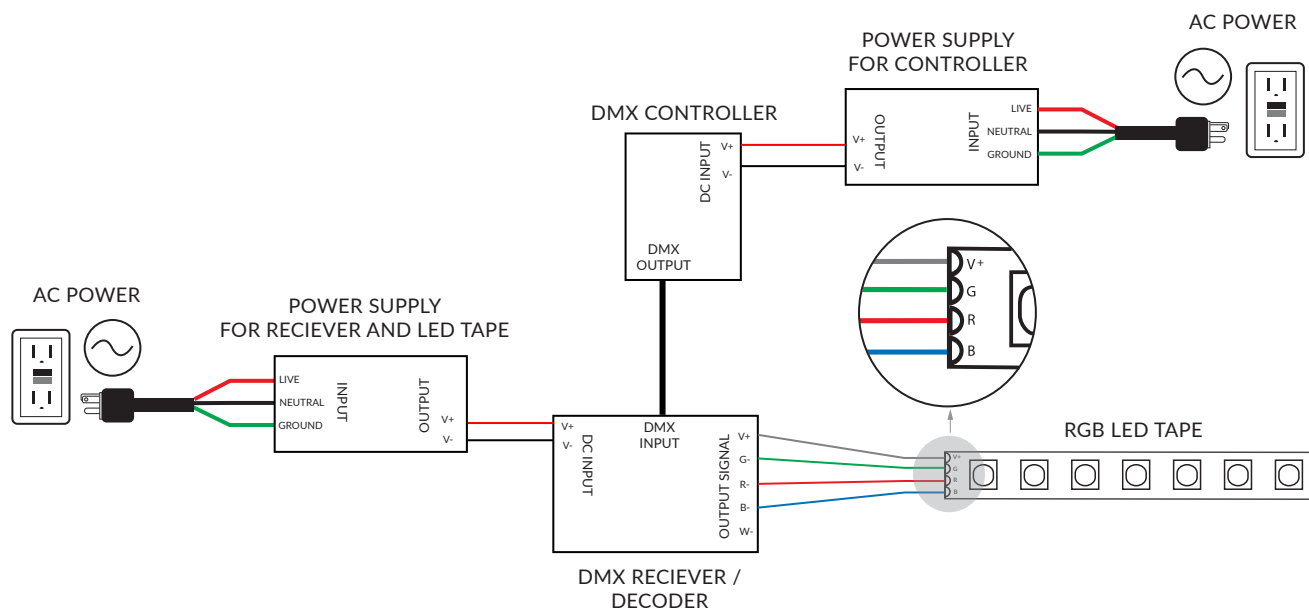 AC POWER
POWER SUPPLY
FOR CONTROLLER
LIVE
NEUTRAL
GROUND
INPUT
OUTPUT
V+
V-
DMX CONTROLLER
V+
V-
DC INPUT
DMX
OUTPUT
V+
G
R
B
AC POWER
POWER SUPPLY
FOR RECIEVER AND LED TAPE
LIVE
NEUTRAL
GROUND
INPUT
OUTPUT
V+
V-
V+
V-
DC INPUT
DMX
INPUT
OUTPUT SIGNAL
V+
G-
R-
B-
W-
DMX RECIEVER /
DECODER
RGB LED TAPE
V+
G
R
B